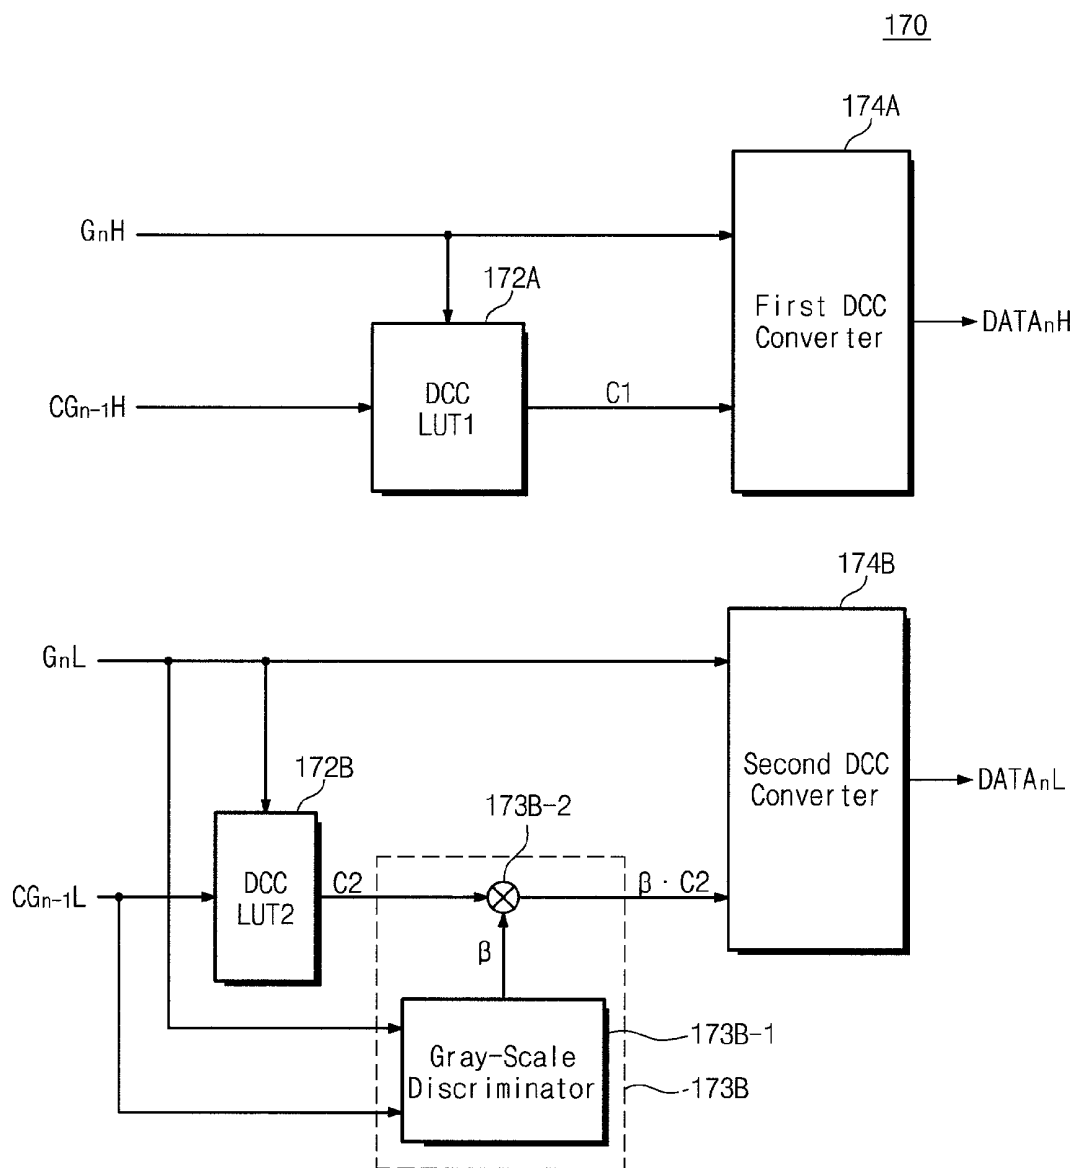 170
174A
GnH
172A
First DCC
Converter
DATAnH
CGn-1H
DCC
LUT1
C1
174B
GnL
172B
Second DCC
Converter
DATAnL
173B-2
CGn-1L
DCC
LUT2
C2
β · C2
β
Gray-Scale
Discriminator
173B-1
173B